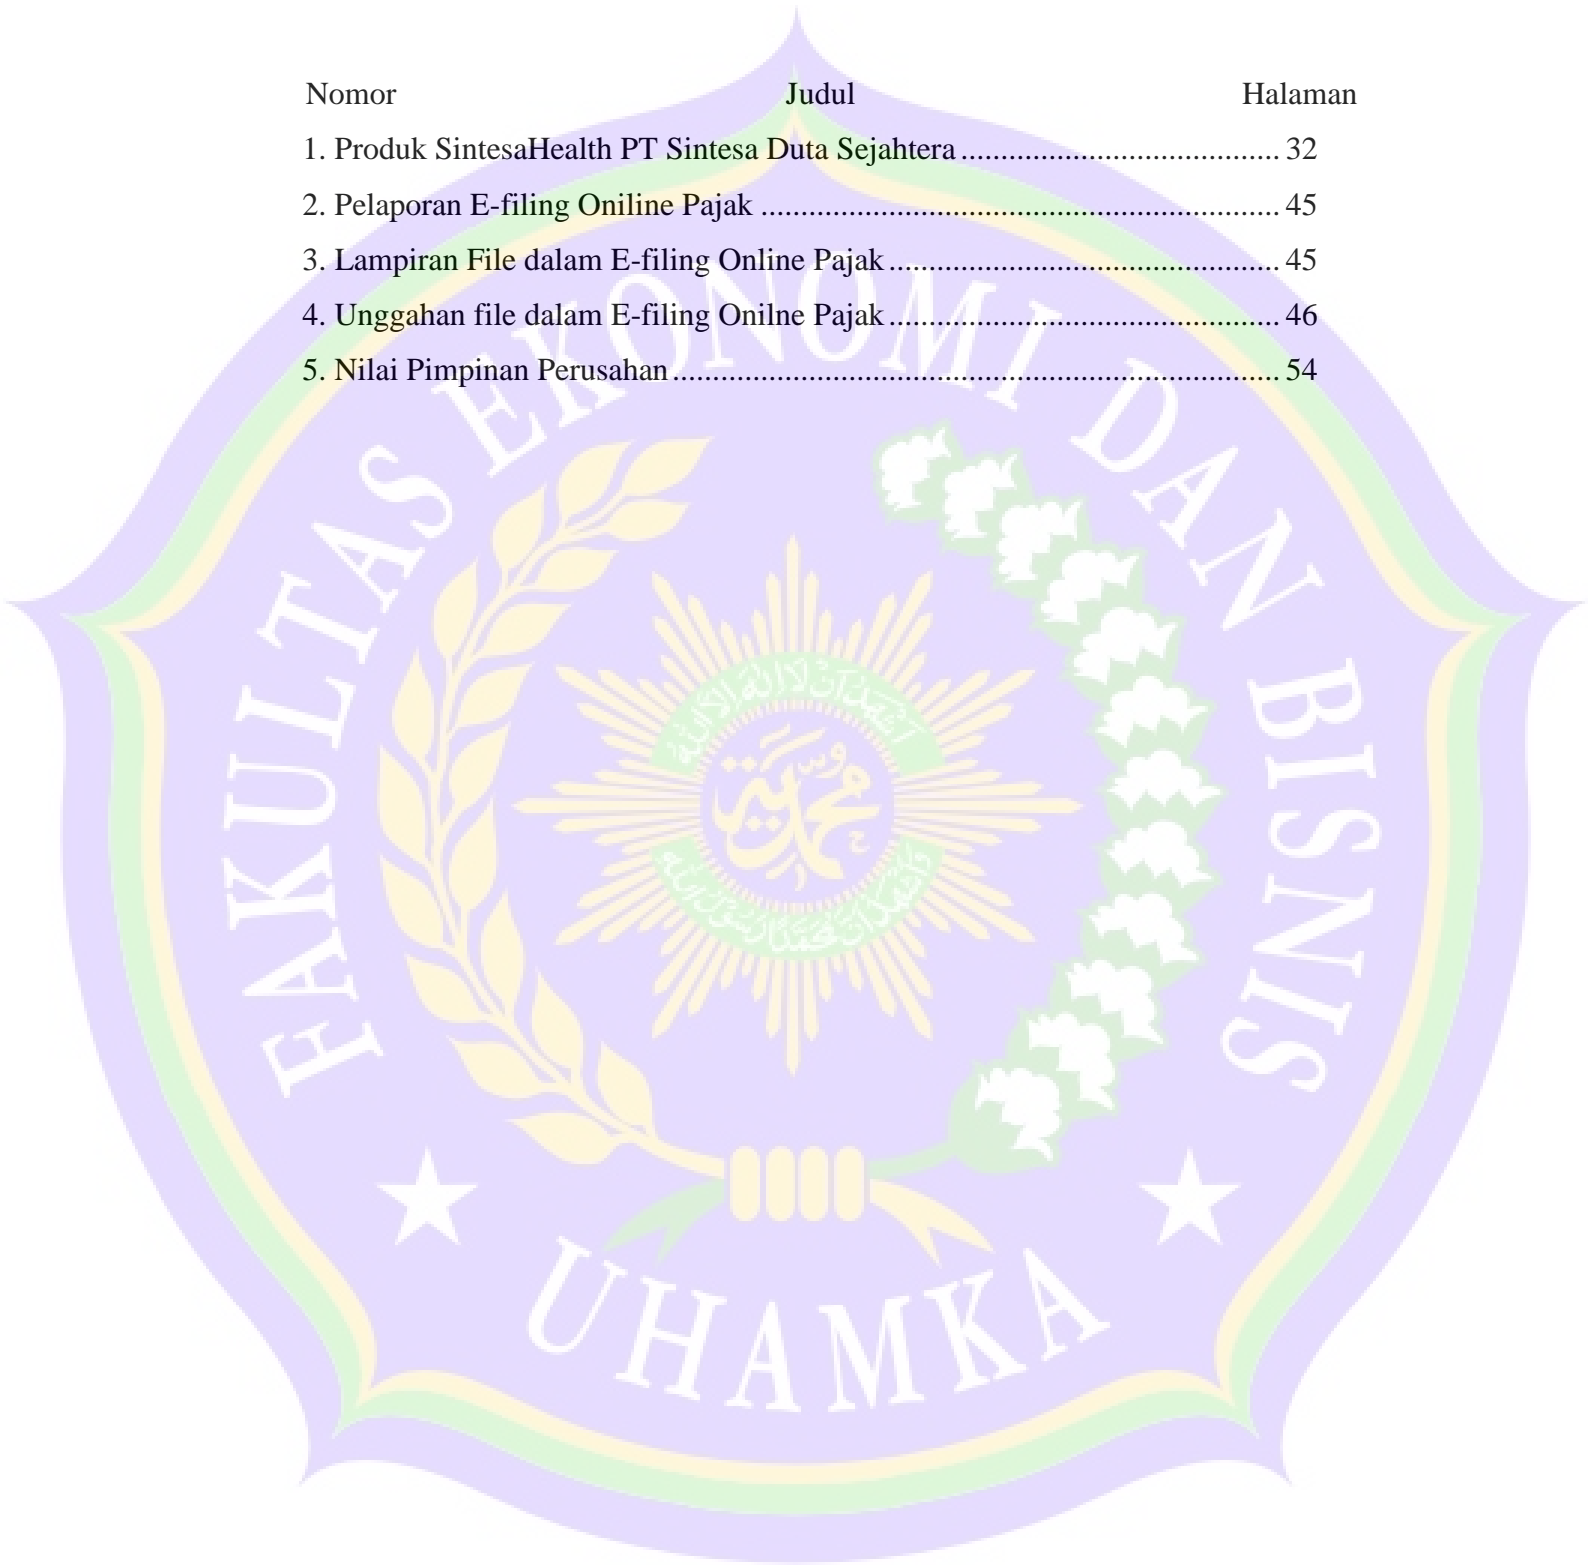 Nomor Judul Halaman
1. Produk SintesaHealth PT Sintesa Duta Sejahtera ........................................ 32
2. Pelaporan E-filing Oniline Pajak ................................................................. 45
3. Lampiran File dalam E-filing Online Pajak ................................................. 45
4. Unggahan file dalam E-filing Onilne Pajak ................................................. 46
5. Nilai Pimpinan Perusahan ............................................................................ 54
FAKULTAS EKONOMI DAN BISNIS
محمدية
UHAMKA